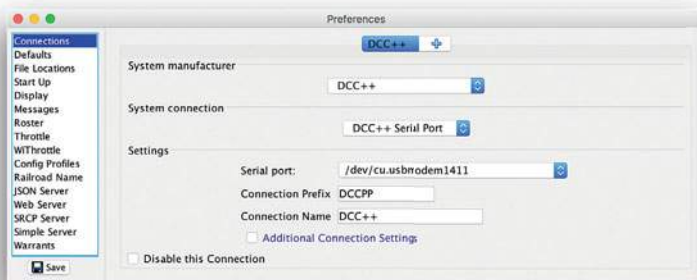 Preferences
Connections
Defaults
File Locations
Start Up
Display
Messages
Roster
Throttle
WiThrottle
Config Profiles
Railroad Name
JSON Server
Web Server
SRCP Server
Simple Server
Warrants
Save
DCC++
System manufacturer
DCC++
System connection
DCC++ Serial Port
Settings
Serial port: /dev/cu.usbmodem1411
Connection Prefix DCCPP
Connection Name DCC++
Additional Connection Settings
Disable this Connection